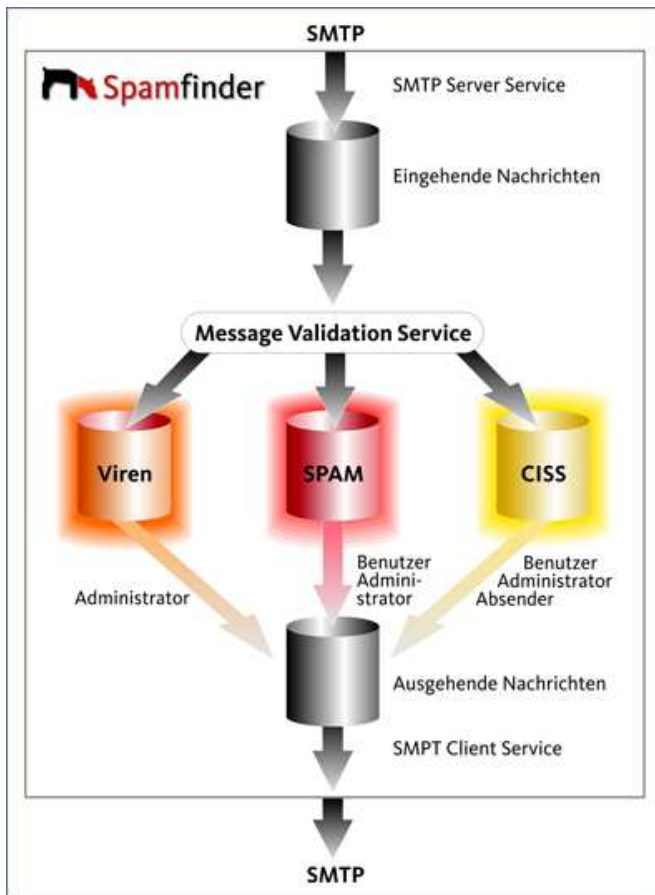 SMTP
Spamfinder
SMTP Server Service
Eingehende Nachrichten
Message Validation Service
Viren
SPAM
CISS
Administrator
Benutzer
Admini-
strator
Benutzer
Administrator
Absender
Ausgehende Nachrichten
SMPT Client Service
SMTP